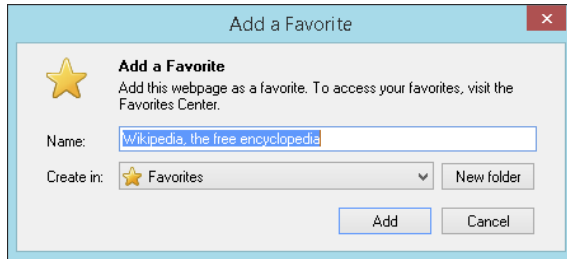 Add a Favorite
Add a Favorite
Add this webpage as a favorite. To access your favorites, visit the
Favorites Center.
Name: Wikipedia, the free encyclopedia
Create in: Favorites New folder
Add Cancel